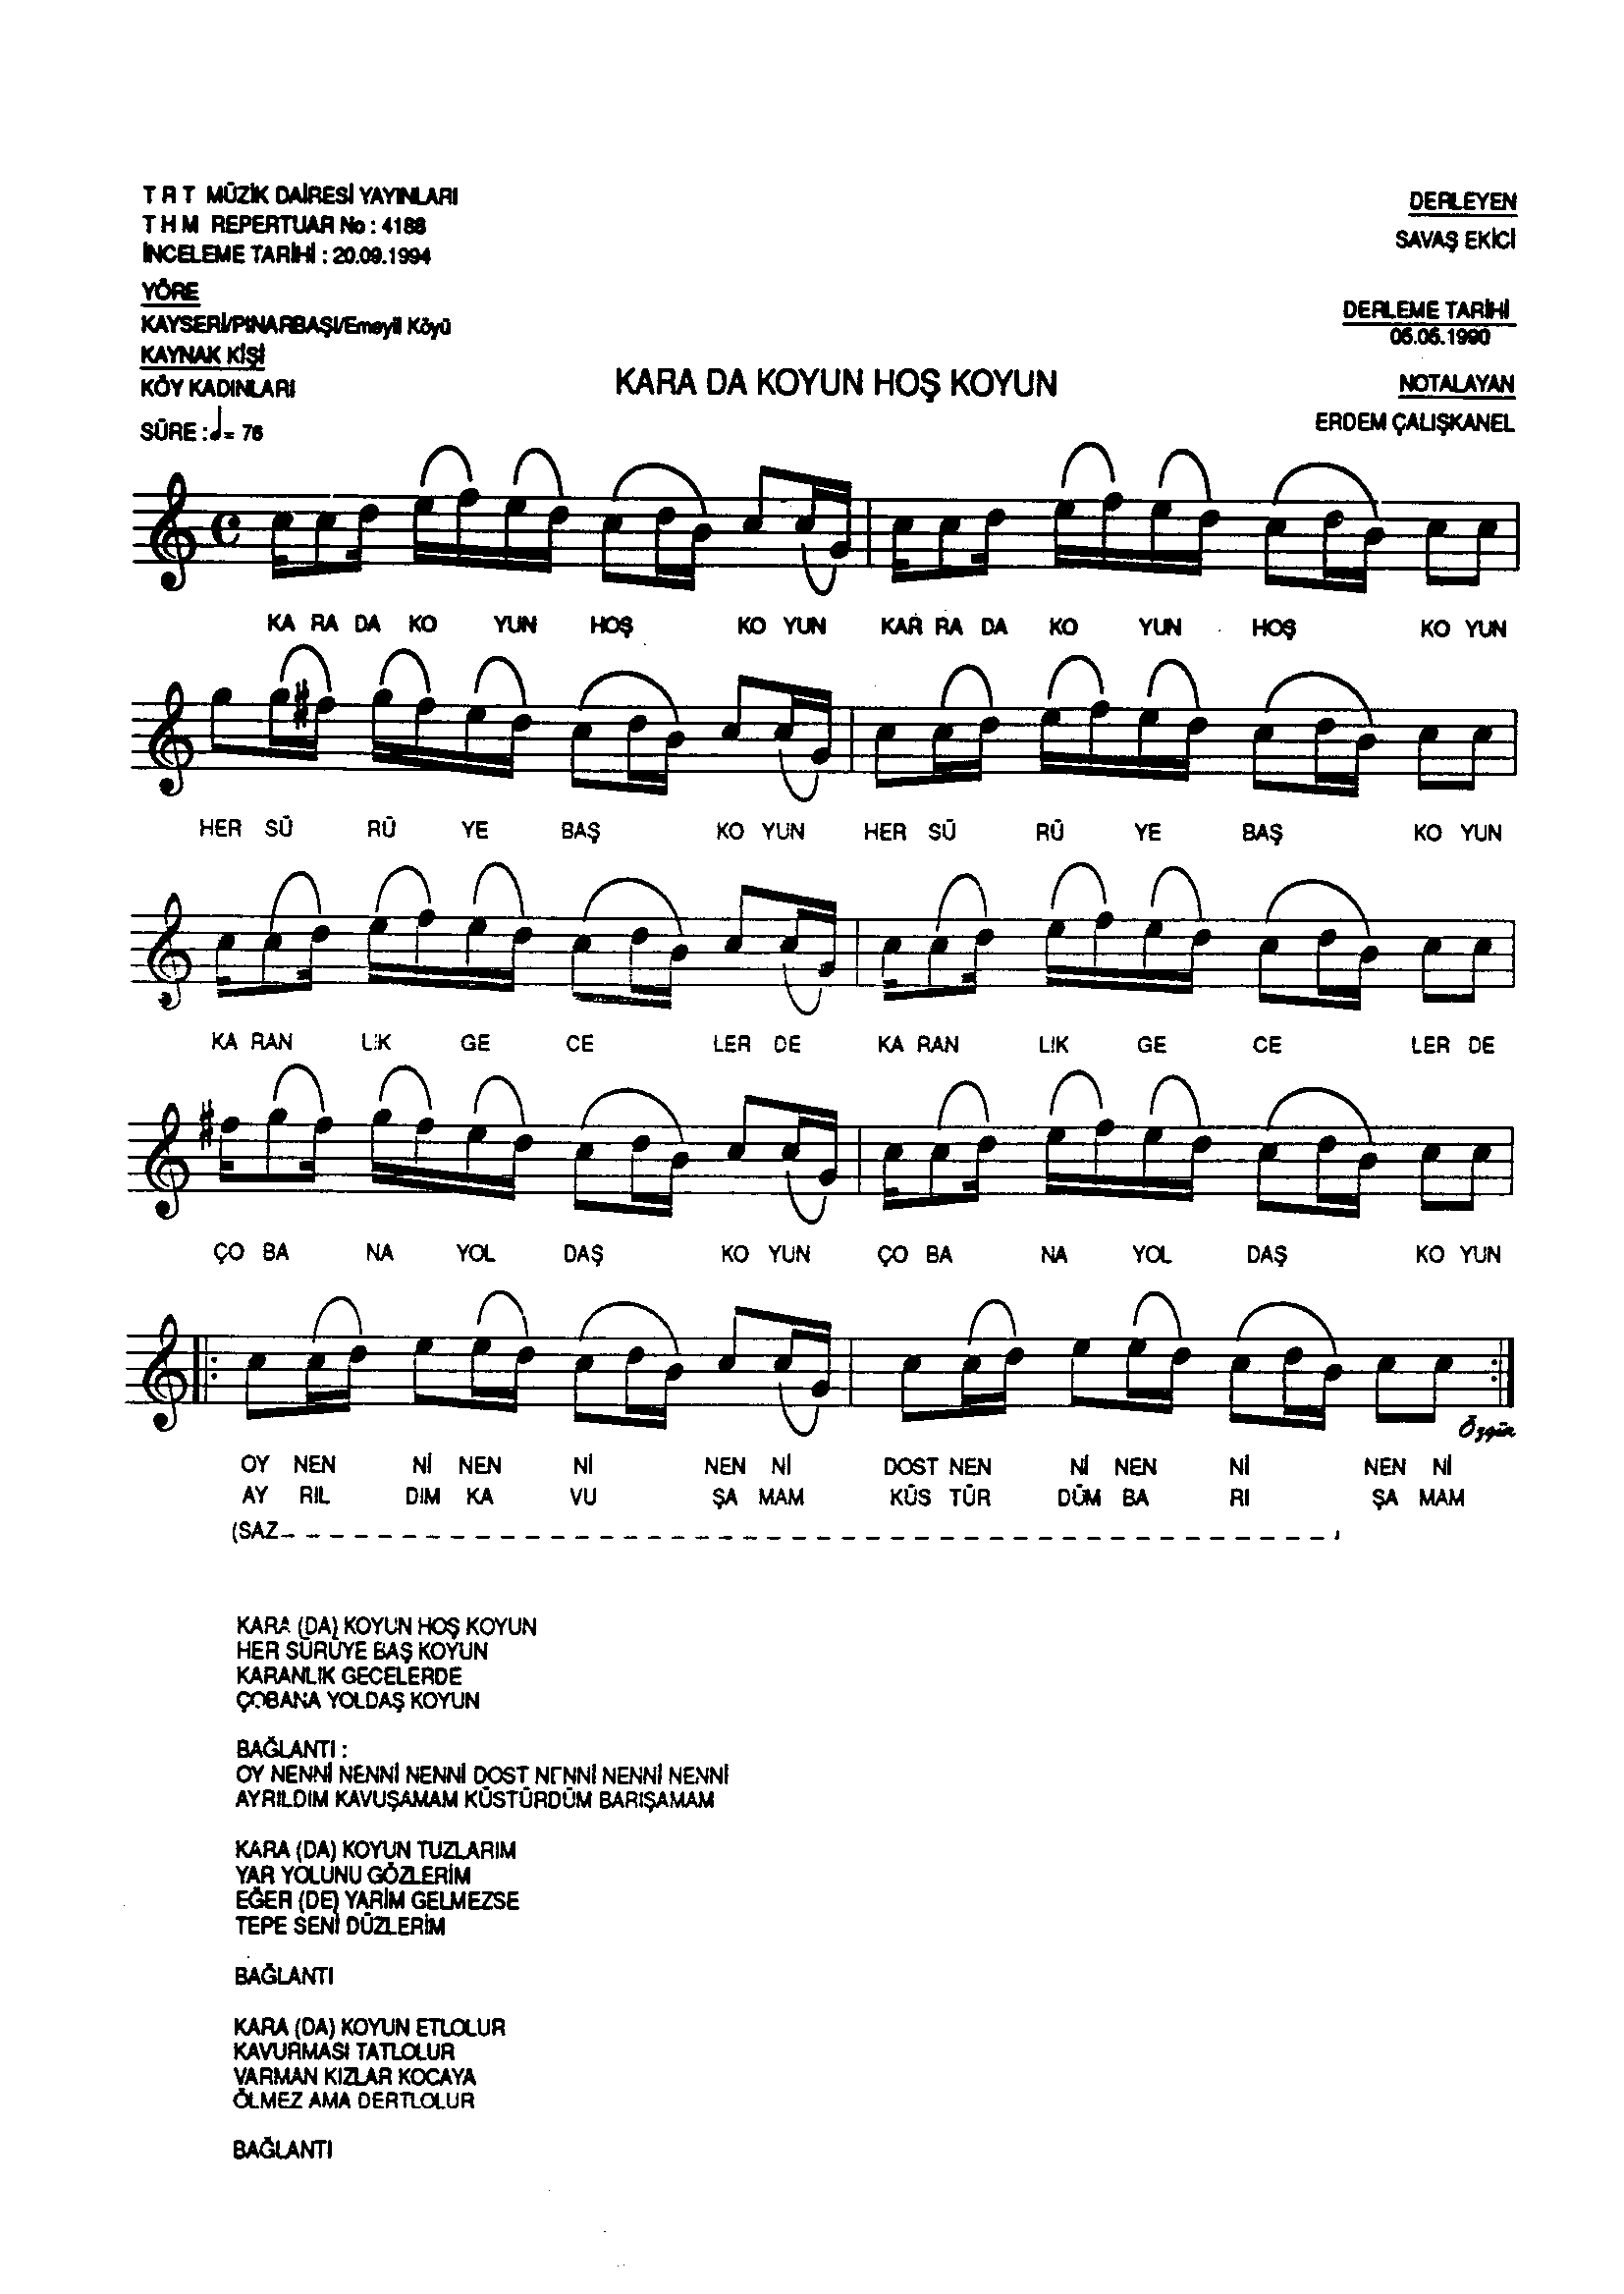 T R T MÜZİK DAİRESİ YAYINLARI
T H M REPERTUAR No : 4188
İNCELEME TARİHİ : 20.09.1994
YÖRE
KAYSERİ/PINARBAŞI/Emeyil Köyü
KAYNAK KİŞİ
KÖY KADINLARI
SÜRE : = 76
DERLEYEN
SAVAŞ EKİCİ
DERLEME TARİHİ
NOTALAYAN
ERDEM ÇALIŞKANEL
KARA DA KOYUN HOŞ KOYUN
KA RA DA KO YUN HOŞ KO YUN KAR RA DA KO YUN HOŞ KO YUN
HER SÜ RÜ YE BAŞ KO YUN HER SÜ RÜ YE BAŞ KO YUN
KA RAN LIK GE CE LER DE KA RAN LIK GE CE LER DE
ÇO BA NA YOL DAŞ KO YUN ÇO BA NA YOL DAŞ KO YUN
Özgür
OY NEN Nİ NEN Nİ NEN Nİ DOST NEN Nİ NEN Nİ NEN Nİ
AY RIL DIM KA VU ŞA MAM KÜS TÜR DÜM BA RI ŞA MAM
(SAZ
KARA (DA) KOYUN HOŞ KOYUN
HER SÜRÜYE BAŞ KOYUN
KARANLIK GECELERDE
ÇOBANA YOLDAŞ KOYUN
BAĞLANTI :
OY NENNİ NENNİ NENNİ DOST NENNİ NENNİ NENNİ
AYRILDIM KAVUŞAMAM KÜSTÜRDÜM BARIŞAMAM
KARA (DA) KOYUN TUZLARIM
YAR YOLUNU GÖZLERİM
EĞER (DE) YARİM GELMEZSE
TEPE SENİ DÜZLERİM
BAĞLANTI
KARA (DA) KOYUN ETLOLUR
KAVURMASI TATLOLUR
VARMAN KIZLAR KOCAYA
ÖLMEZ AMA DERTLOLUR
BAĞLANTI